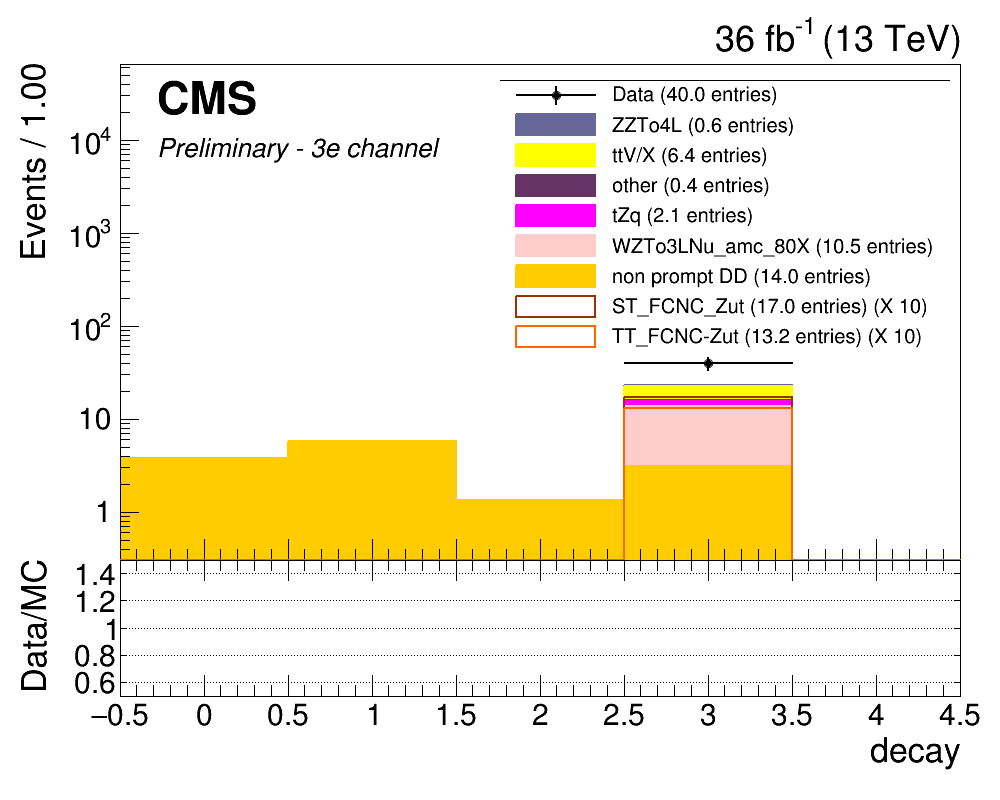 36 fb-1 (13 TeV)
Events / 1.00
CMS
Preliminary - 3e channel
Data (40.0 entries)
ZZTo4L (0.6 entries)
ttV/X (6.4 entries)
other (0.4 entries)
tZq (2.1 entries)
WZTo3LNu_amc_80X (10.5 entries)
non prompt DD (14.0 entries)
ST_FCNC_Zut (17.0 entries) (X 10)
TT_FCNC-Zut (13.2 entries) (X 10)
10^4
10^3
10^2
10
1
Data/MC
1.4
1.2
1
0.8
0.6
−0.5 0 0.5 1 1.5 2 2.5 3 3.5 4 4.5
decay